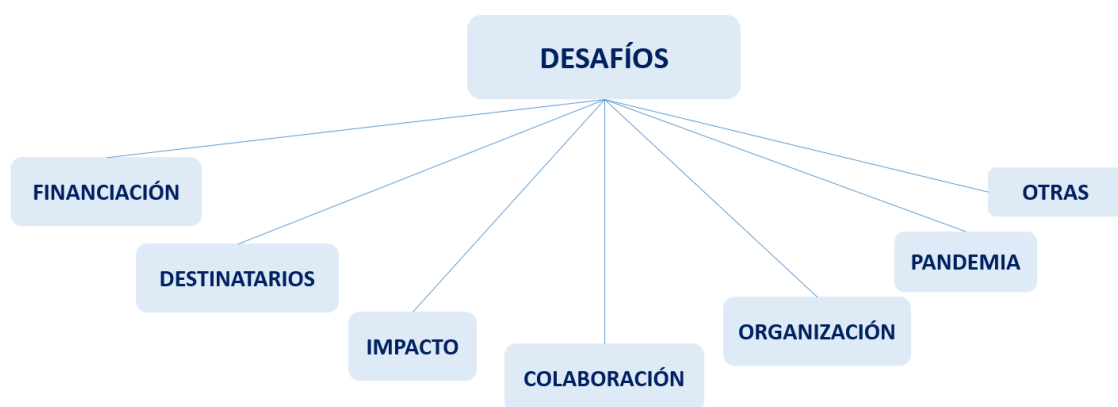 DESAFÍOS
FINANCIACIÓN
DESTINATARIOS
IMPACTO
COLABORACIÓN
ORGANIZACIÓN
PANDEMIA
OTRAS